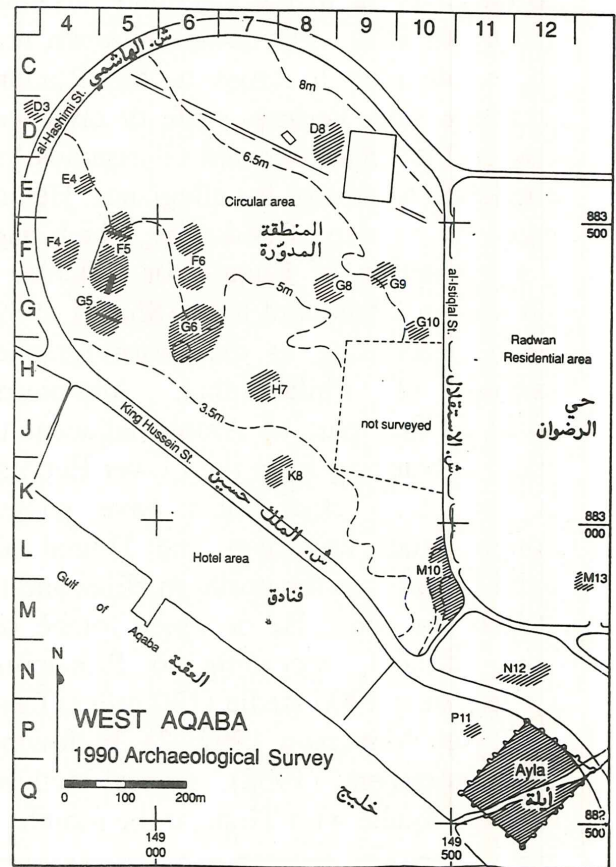 4 5 6 7 8 9 10 11 12
C
D
E
F
G
H
J
K
L
M
N
P
Q
ش. الهاشمي
al-Hashimi St.
D3
8m
D8
6.5m
E4
Circular area
المنطقة
المدوّرة
883
500
F4
F5
F6
5m
G8
G9
G5
G6
G10
al-Istiqlal St.
ش. الاستقلال
Radwan
Residential area
حي
الرضوان
H7
3.5m
not surveyed
King Hussein St.
ش. الملك حسين
K8
883
000
Hotel area
فنادق
M10
M13
Gulf of Aqaba
العقبة
خليج
N
N12
P11
WEST AQABA
1990 Archaeological Survey
0 100 200m
Ayla
أيلة
149
000
149
500
882
500